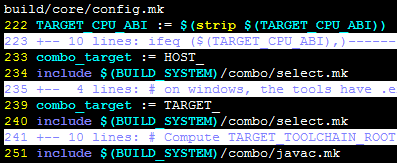 build/core/config.mk
222 TARGET_CPU_ABI := $(strip $(TARGET_CPU_ABI))
223 +-- 10 lines: ifeq ($(TARGET_CPU_ABI),)------
233 combo_target := HOST_
234 include $(BUILD_SYSTEM)/combo/select.mk
235 +--  4 lines: # on windows, the tools have .e
239 combo_target := TARGET_
240 include $(BUILD_SYSTEM)/combo/select.mk
241 +-- 10 lines: # Compute TARGET_TOOLCHAIN_ROOT
251 include $(BUILD_SYSTEM)/combo/javac.mk